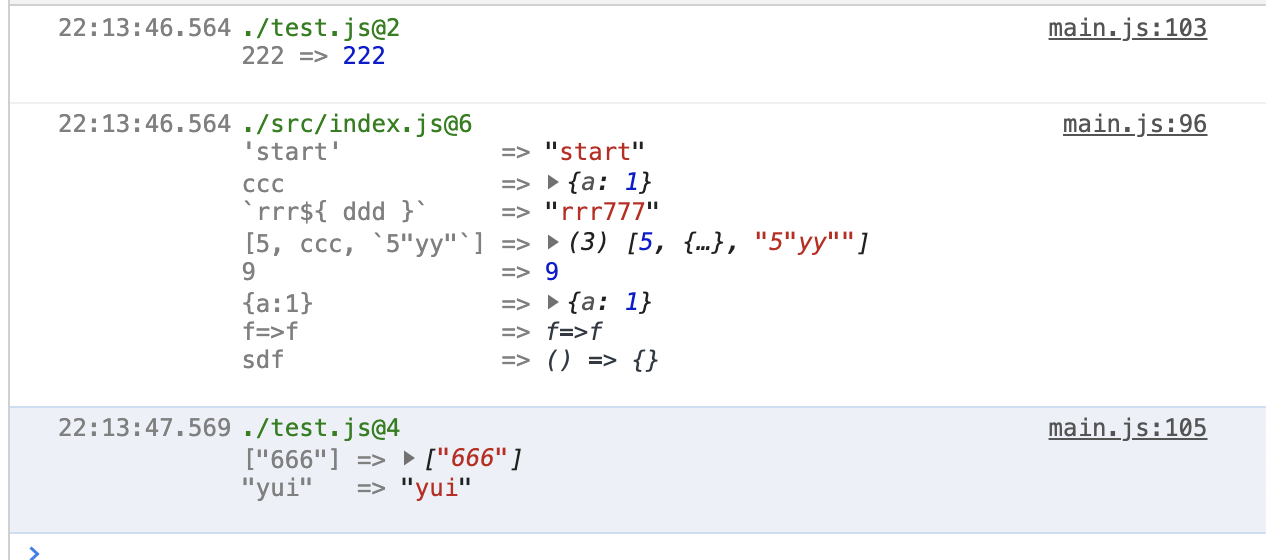 22:13:46.564 ./test.js@2 main.js:103
222 => 222
22:13:46.564 ./src/index.js@6 main.js:96
'start' => "start"
ccc => ▶{a: 1}
`rrr${ ddd }` => "rrr777"
[5, ccc, `5"yy"`] => ▶(3) [5, {…}, "5"yy""]
9 => 9
{a:1} => ▶{a: 1}
f=>f => f=>f
sdf => () => {}
22:13:47.569 ./test.js@4 main.js:105
["666"] => ▶["666"]
"yui" => "yui"